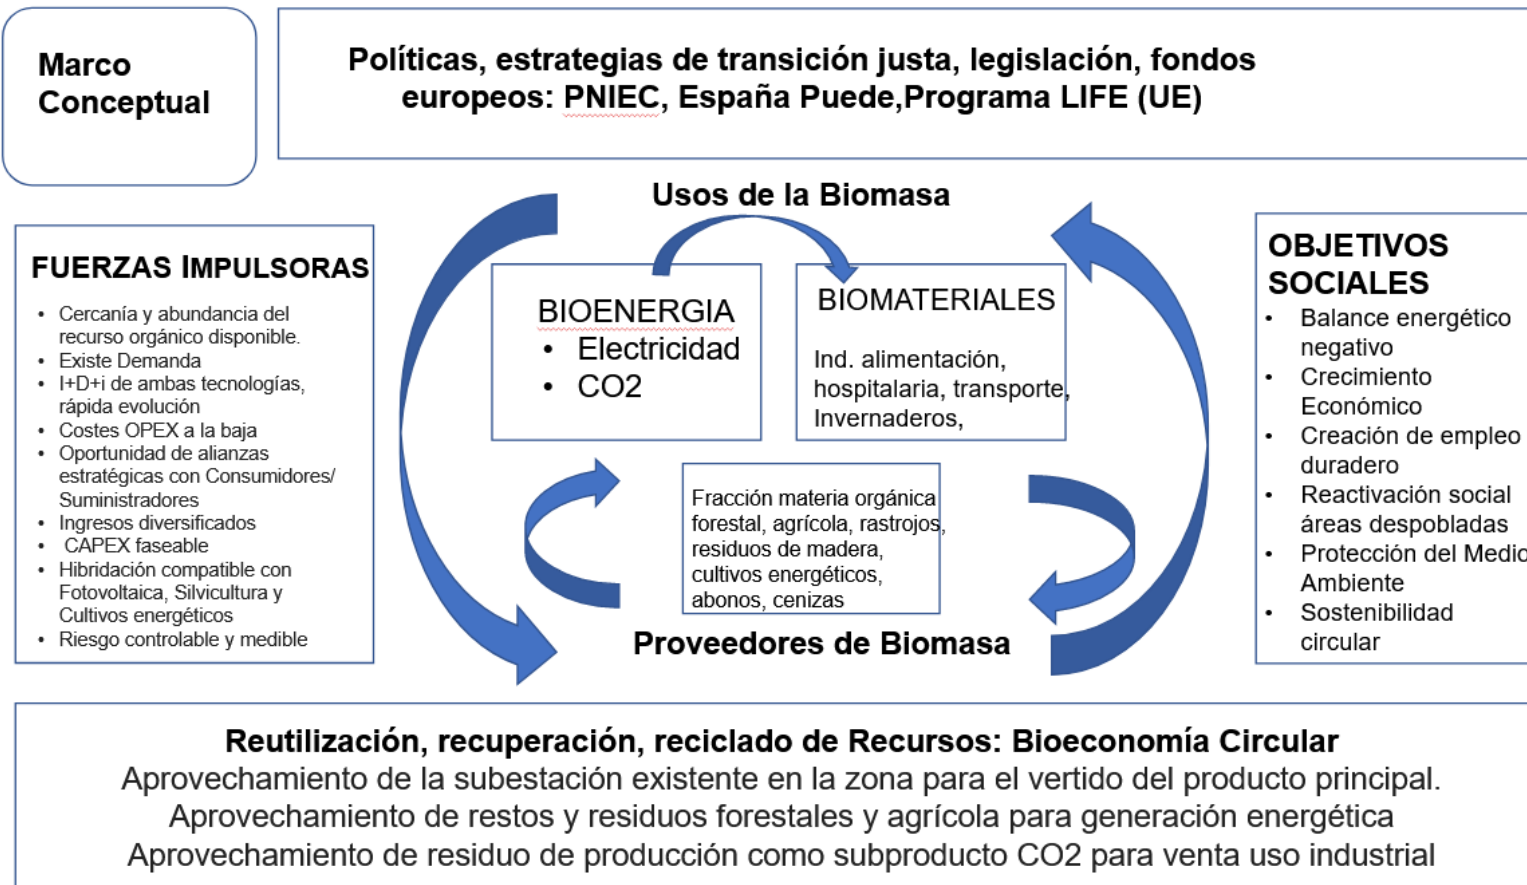 Marco
Conceptual
Políticas, estrategias de transición justa, legislación, fondos
europeos: PNIEC, España Puede,Programa LIFE (UE)
Usos de la Biomasa
FUERZAS IMPULSORAS
• Cercanía y abundancia del
recurso orgánico disponible.
• Existe Demanda
• I+D+i de ambas tecnologías,
rápida evolución
• Costes OPEX a la baja
• Oportunidad de alianzas
estratégicas con Consumidores/
Suministradores
• Ingresos diversificados
• CAPEX faseable
• Hibridación compatible con
Fotovoltaica, Silvicultura y
Cultivos energéticos
• Riesgo controlable y medible
BIOENERGIA
• Electricidad
• CO2
BIOMATERIALES
Ind. alimentación,
hospitalaria, transporte,
Invernaderos,
Fracción materia orgánica
forestal, agrícola, rastrojos,
residuos de madera,
cultivos energéticos,
abonos, cenizas
Proveedores de Biomasa
OBJETIVOS
SOCIALES
• Balance energético
negativo
• Crecimiento
Económico
• Creación de empleo
duradero
• Reactivación social
áreas despobladas
• Protección del Medio
Ambiente
• Sostenibilidad
circular
Reutilización, recuperación, reciclado de Recursos: Bioeconomía Circular
Aprovechamiento de la subestación existente en la zona para el vertido del producto principal.
Aprovechamiento de restos y residuos forestales y agrícola para generación energética
Aprovechamiento de residuo de producción como subproducto CO2 para venta uso industrial